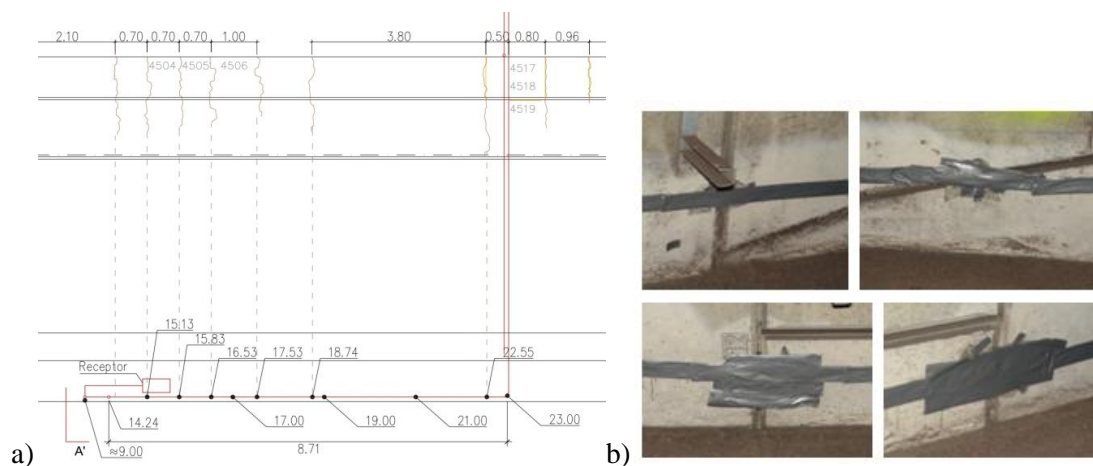 2.10 0.70 0.70 0.70 1.00 3.80 0.50 0.80 0.96
4504 4505 4506 4517
4518
4519
15.13
15.83
16.53 17.53 18.74 22.55
Receptor
14.24 17.00 19.00 21.00 23.00
A' ≈9.00 8.71
a) b)